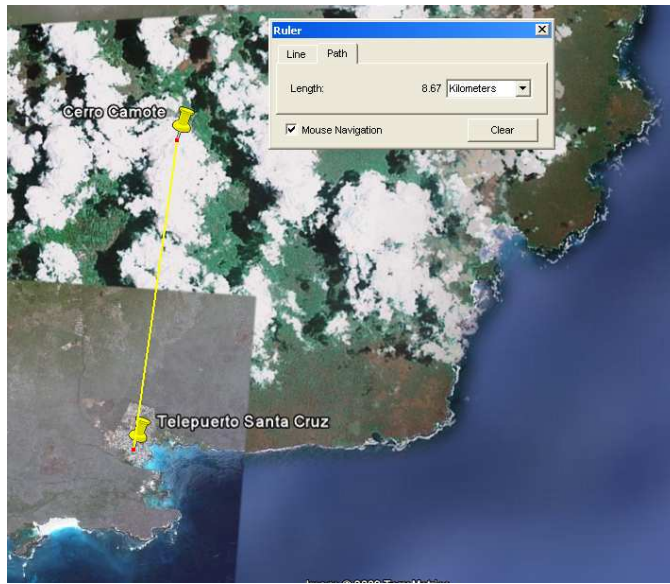 Ruler
Line Path
Length: 8.67 Kilometers
Mouse Navigation Clear
Cerro Camote
Telepuerto Santa Cruz